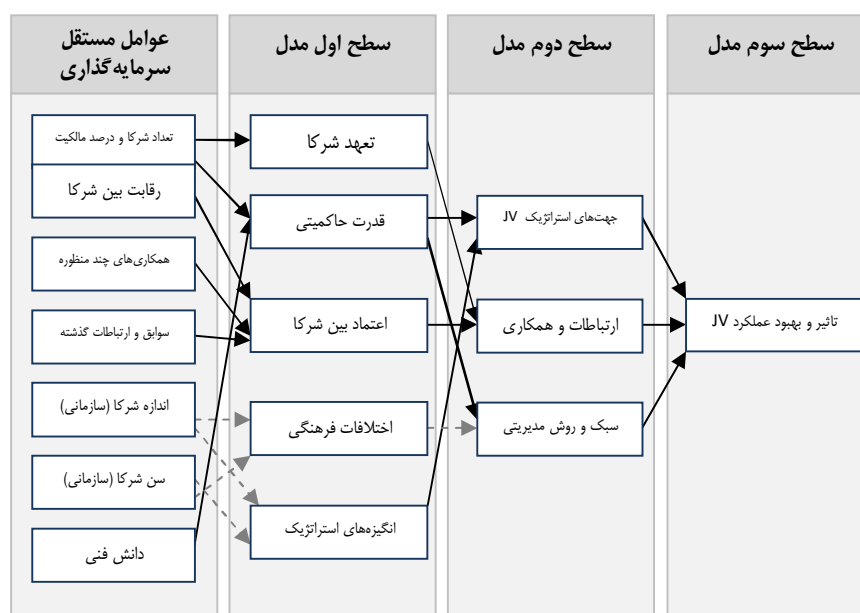 عوامل مستقل
سرمایه‌گذاری
سطح اول مدل
سطح دوم مدل
سطح سوم مدل
تعداد شرکا و درصد مالکیت
رقابت بین شرکا
همکاری‌های چند منظوره
سوابق و ارتباطات گذشته
اندازه شرکا (سازمانی)
سن شرکا (سازمانی)
دانش فنی
تعهد شرکا
قدرت حاکمیتی
اعتماد بین شرکا
اختلافات فرهنگی
انگیزه‌های استراتژیک
جهت‌های استراتژیک JV
ارتباطات و همکاری
سبک و روش مدیریتی
تاثیر و بهبود عملکرد JV